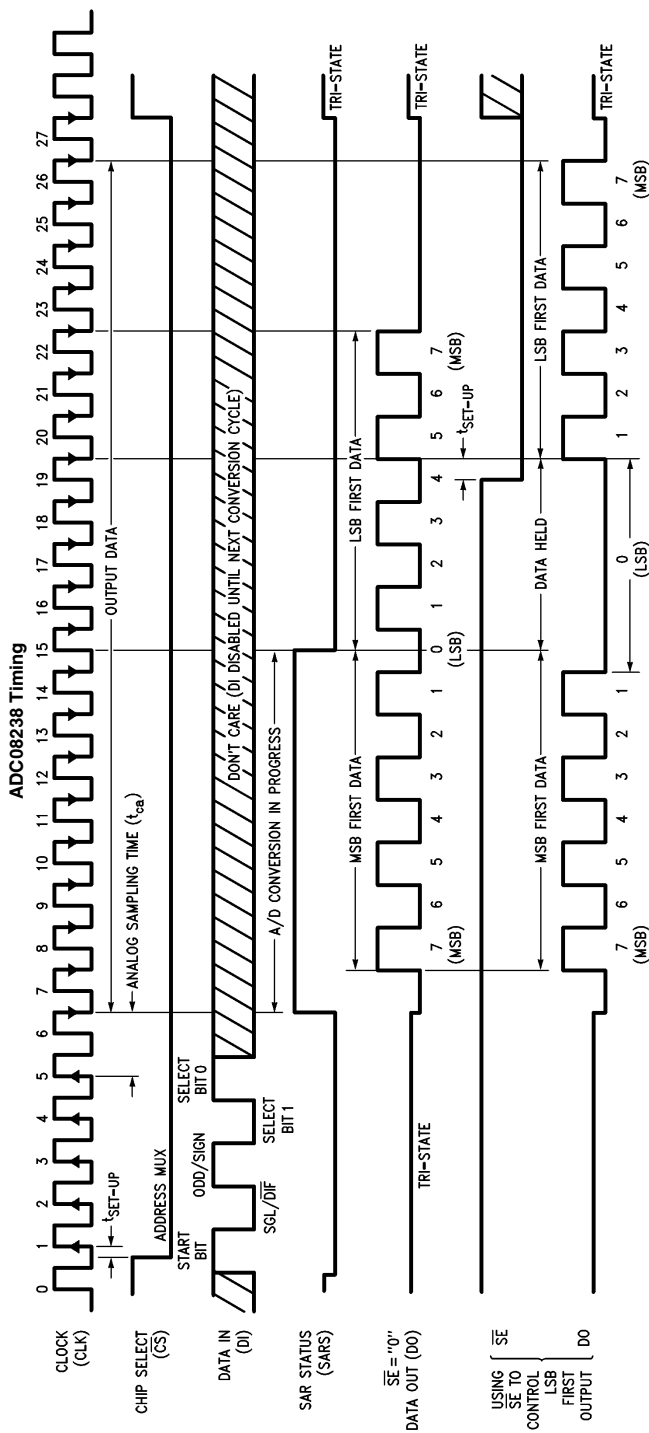 ADC08238 Timing
CLOCK
(CLK)
0 1 2 3 4 5 6 7 8 9 10 11 12 13 14 15 16 17 18 19 20 21 22 23 24 25 26 27
tSET-UP
OUTPUT DATA
CHIP SELECT
(CS)
ADDRESS MUX
ANALOG SAMPLING TIME (tca)
DATA IN
(DI)
START
BIT
SGL/DIF
ODD/SIGN
SELECT
BIT 1
SELECT
BIT 0
DON'T CARE (DI DISABLED UNTIL NEXT CONVERSION CYCLE)
SAR STATUS
(SARS)
A/D CONVERSION IN PROGRESS
TRI-STATE
SE = "0"
DATA OUT (DO)
TRI-STATE
MSB FIRST DATA
LSB FIRST DATA
TRI-STATE
7 6 5 4 3 2 1 0 1 2 3 4 5 6 7
(MSB)
(LSB)
(MSB)
tSET-UP
USING
SE TO
CONTROL
LSB
FIRST
OUTPUT
SE
MSB FIRST DATA
DATA HELD
LSB FIRST DATA
DO
TRI-STATE
7 6 5 4 3 2 1 0 1 2 3 4 5 6 7
(MSB)
(LSB)
(MSB)